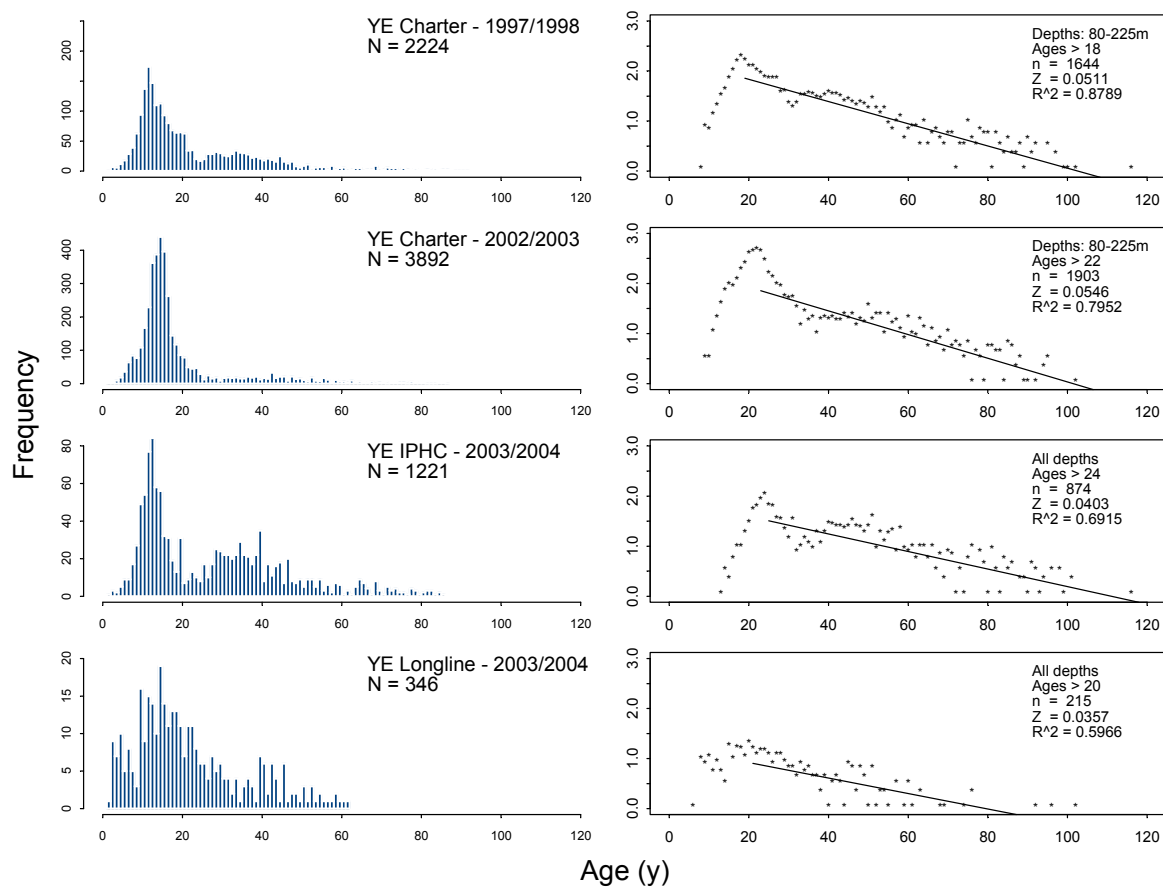 Frequency
YE Charter - 1997/1998
N = 2224
0 50 100 150 200
0 20 40 60 80 100 120
Depths: 80-225m
Ages > 18
n = 1644
Z = 0.0511
R^2 = 0.8789
0.0 1.0 2.0 3.0
0 20 40 60 80 100 120
YE Charter - 2002/2003
N = 3892
0 100 200 300 400
0 20 40 60 80 100 120
Depths: 80-225m
Ages > 22
n = 1903
Z = 0.0546
R^2 = 0.7952
0.0 1.0 2.0 3.0
0 20 40 60 80 100 120
YE IPHC - 2003/2004
N = 1221
0 20 40 60 80
0 20 40 60 80 100 120
All depths
Ages > 24
n = 874
Z = 0.0403
R^2 = 0.6915
0.0 1.0 2.0 3.0
0 20 40 60 80 100 120
YE Longline - 2003/2004
N = 346
0 5 10 15 20
0 20 40 60 80 100 120
All depths
Ages > 20
n = 215
Z = 0.0357
R^2 = 0.5966
0.0 1.0 2.0 3.0
0 20 40 60 80 100 120
Age (y)